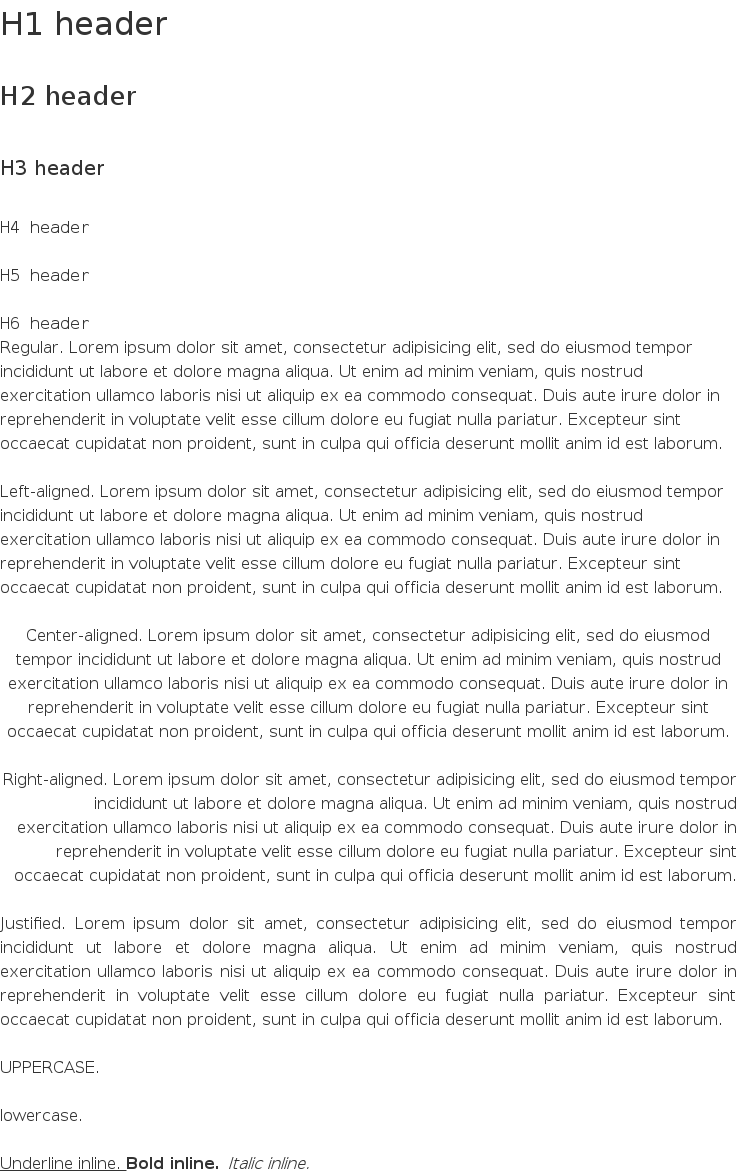 H1 header
H2 header
H3 header
H4 header
H5 header
H6 header
Regular. Lorem ipsum dolor sit amet, consectetur adipisicing elit, sed do eiusmod tempor
incididunt ut labore et dolore magna aliqua. Ut enim ad minim veniam, quis nostrud
exercitation ullamco laboris nisi ut aliquip ex ea commodo consequat. Duis aute irure dolor in
reprehenderit in voluptate velit esse cillum dolore eu fugiat nulla pariatur. Excepteur sint
occaecat cupidatat non proident, sunt in culpa qui officia deserunt mollit anim id est laborum.
Left-aligned. Lorem ipsum dolor sit amet, consectetur adipisicing elit, sed do eiusmod tempor
incididunt ut labore et dolore magna aliqua. Ut enim ad minim veniam, quis nostrud
exercitation ullamco laboris nisi ut aliquip ex ea commodo consequat. Duis aute irure dolor in
reprehenderit in voluptate velit esse cillum dolore eu fugiat nulla pariatur. Excepteur sint
occaecat cupidatat non proident, sunt in culpa qui officia deserunt mollit anim id est laborum.
Center-aligned. Lorem ipsum dolor sit amet, consectetur adipisicing elit, sed do eiusmod
tempor incididunt ut labore et dolore magna aliqua. Ut enim ad minim veniam, quis nostrud
exercitation ullamco laboris nisi ut aliquip ex ea commodo consequat. Duis aute irure dolor in
reprehenderit in voluptate velit esse cillum dolore eu fugiat nulla pariatur. Excepteur sint
occaecat cupidatat non proident, sunt in culpa qui officia deserunt mollit anim id est laborum.
Right-aligned. Lorem ipsum dolor sit amet, consectetur adipisicing elit, sed do eiusmod tempor
incididunt ut labore et dolore magna aliqua. Ut enim ad minim veniam, quis nostrud
exercitation ullamco laboris nisi ut aliquip ex ea commodo consequat. Duis aute irure dolor in
reprehenderit in voluptate velit esse cillum dolore eu fugiat nulla pariatur. Excepteur sint
occaecat cupidatat non proident, sunt in culpa qui officia deserunt mollit anim id est laborum.
Justified. Lorem ipsum dolor sit amet, consectetur adipisicing elit, sed do eiusmod tempor
incididunt ut labore et dolore magna aliqua. Ut enim ad minim veniam, quis nostrud
exercitation ullamco laboris nisi ut aliquip ex ea commodo consequat. Duis aute irure dolor in
reprehenderit in voluptate velit esse cillum dolore eu fugiat nulla pariatur. Excepteur sint
occaecat cupidatat non proident, sunt in culpa qui officia deserunt mollit anim id est laborum.
UPPERCASE.
lowercase.
Underline inline. Bold inline. Italic inline.